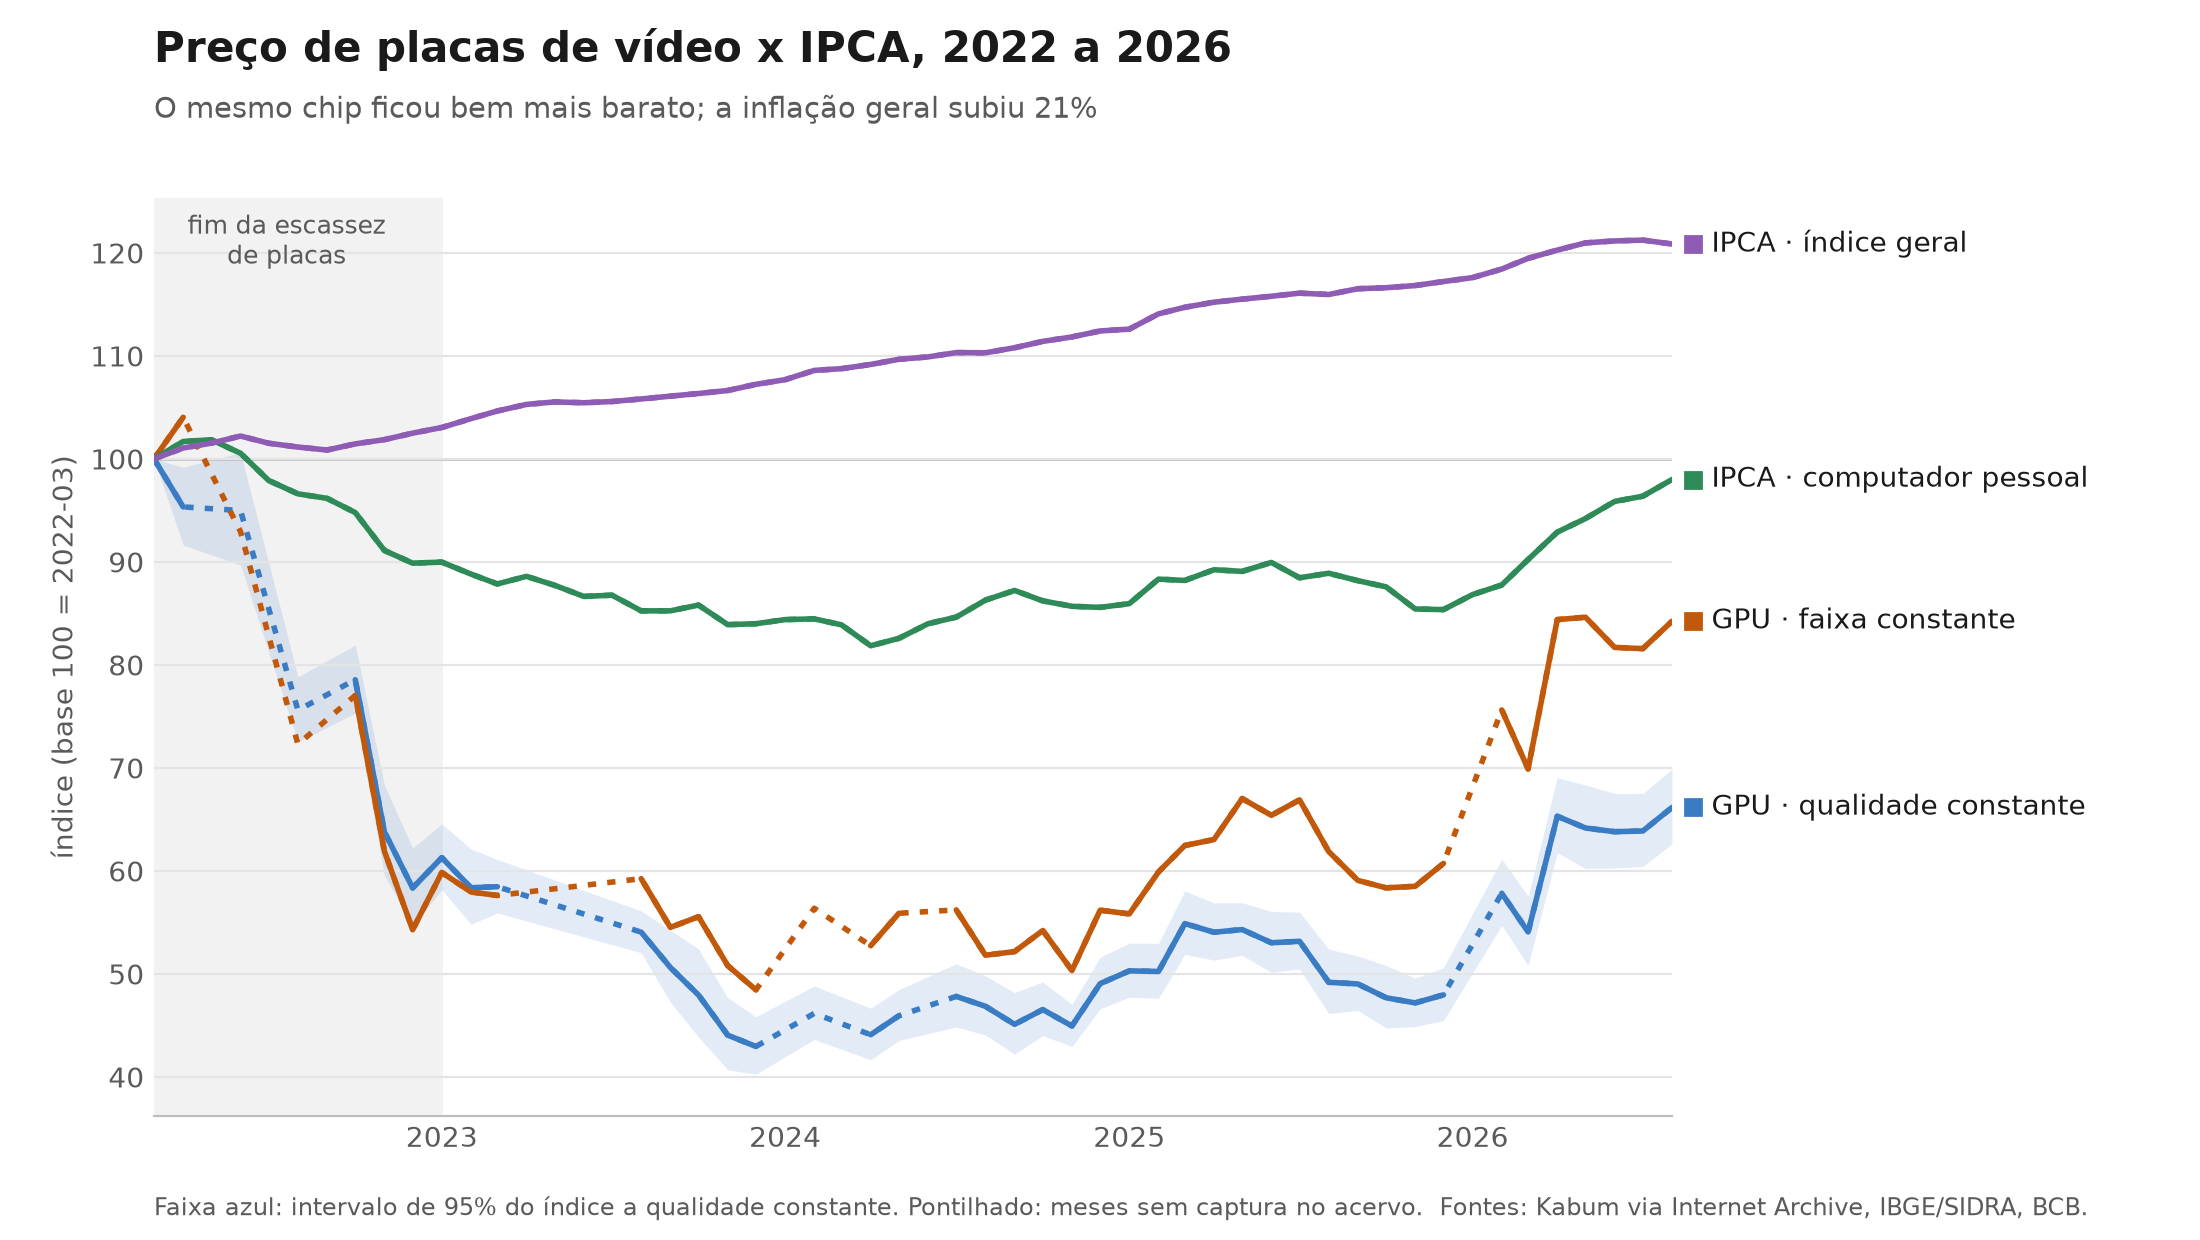 Preço de placas de vídeo x IPCA, 2022 a 2026
O mesmo chip ficou bem mais barato; a inflação geral subiu 21%
fim da escassez
de placas
índice (base 100 = 2022-03)
120
110
100
90
80
70
60
50
40
IPCA · índice geral
IPCA · computador pessoal
GPU · faixa constante
GPU · qualidade constante
2023
2024
2025
2026
Faixa azul: intervalo de 95% do índice a qualidade constante. Pontilhado: meses sem captura no acervo.  Fontes: Kabum via Internet Archive, IBGE/SIDRA, BCB.